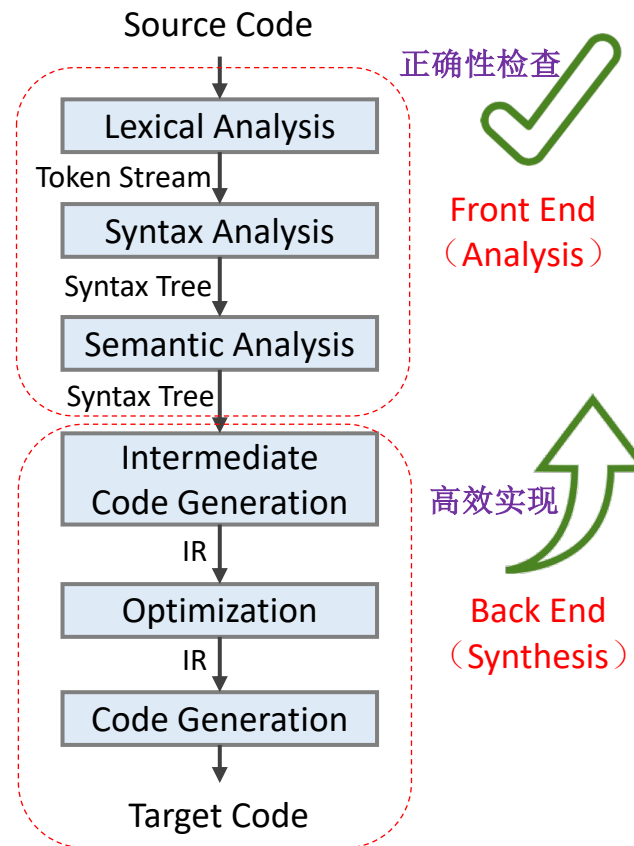 Source Code
正确性检查
Lexical Analysis
Token Stream
Front End
（Analysis）
Syntax Analysis
Syntax Tree
Semantic Analysis
Syntax Tree
Intermediate
Code Generation
高效实现
IR
Optimization
Back End
（Synthesis）
IR
Code Generation
Target Code